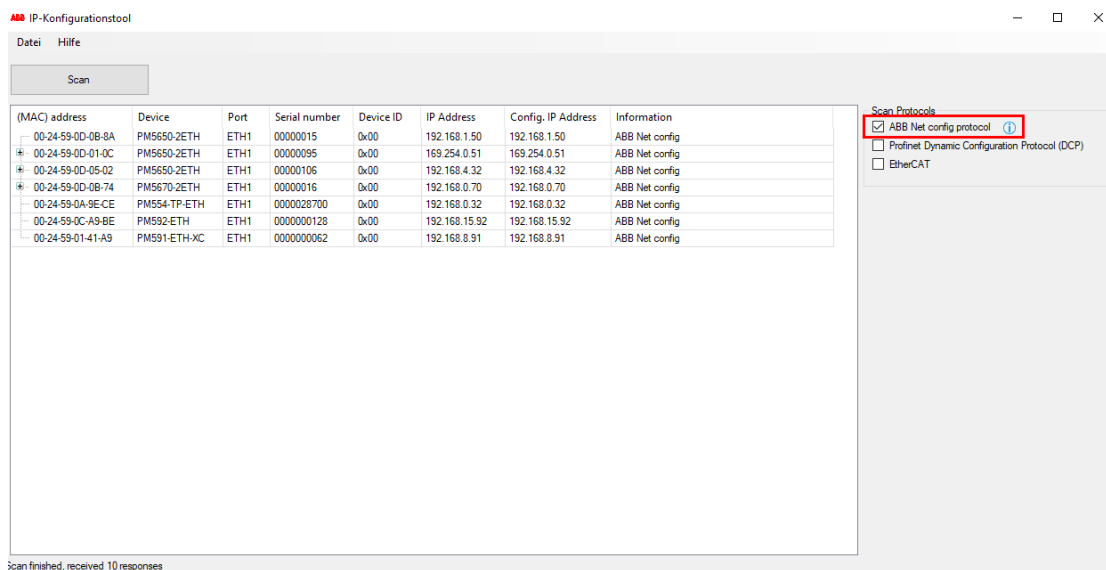 ABB IP-Konfigurationstool
Datei Hilfe
Scan
(MAC) address Device Port Serial number Device ID IP Address Config. IP Address Information
00-24-59-0D-0B-8A PM5650-2ETH ETH1 00000015 0x00 192.168.1.50 192.168.1.50 ABB Net config
00-24-59-0D-01-0C PM5650-2ETH ETH1 00000095 0x00 169.254.0.51 169.254.0.51 ABB Net config
00-24-59-0D-05-02 PM5650-2ETH ETH1 00000106 0x00 192.168.4.32 192.168.4.32 ABB Net config
00-24-59-0D-0B-74 PM5670-2ETH ETH1 00000016 0x00 192.168.0.70 192.168.0.70 ABB Net config
00-24-59-0A-9E-CE PM554-TP-ETH ETH1 0000028700 0x00 192.168.0.32 192.168.0.32 ABB Net config
00-24-59-0C-A9-BE PM592-ETH ETH1 0000000128 0x00 192.168.15.92 192.168.15.92 ABB Net config
00-24-59-01-41-A9 PM591-ETH-XC ETH1 0000000062 0x00 192.168.8.91 192.168.8.91 ABB Net config
Scan Protocols
ABB Net config protocol
Profinet Dynamic Configuration Protocol (DCP)
EtherCAT
Scan finished, received 10 responses